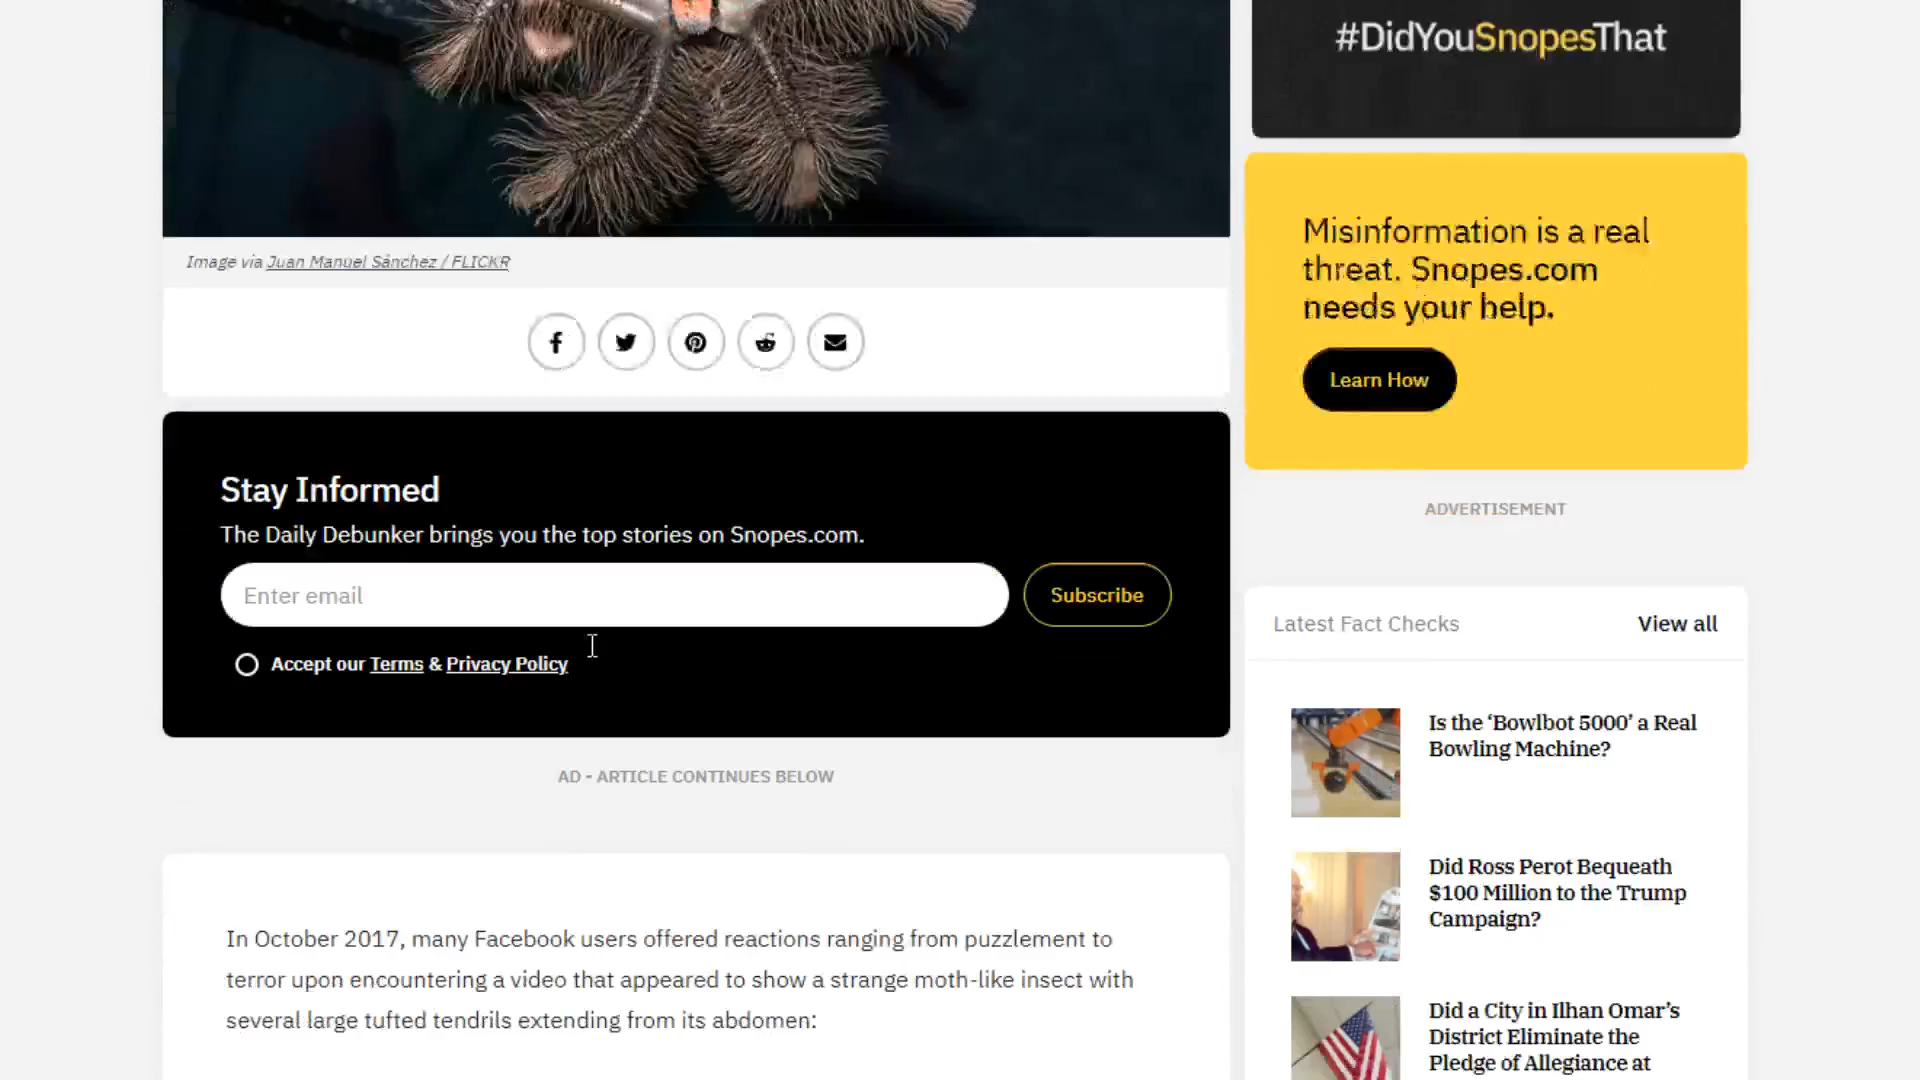 #DidYouSnopesThat
Image via Juan Manuel Sánchez / FLICKR
Misinformation is a real
threat. Snopes.com
needs your help.
Learn How
Stay Informed
The Daily Debunker brings you the top stories on Snopes.com.
Enter email
Subscribe
Accept our Terms & Privacy Policy
ADVERTISEMENT
AD - ARTICLE CONTINUES BELOW
In October 2017, many Facebook users offered reactions ranging from puzzlement to
terror upon encountering a video that appeared to show a strange moth-like insect with
several large tufted tendrils extending from its abdomen:
Latest Fact Checks
View all
Is the ‘Bowlbot 5000’ a Real
Bowling Machine?
Did Ross Perot Bequeath
$100 Million to the Trump
Campaign?
Did a City in Ilhan Omar’s
District Eliminate the
Pledge of Allegiance at